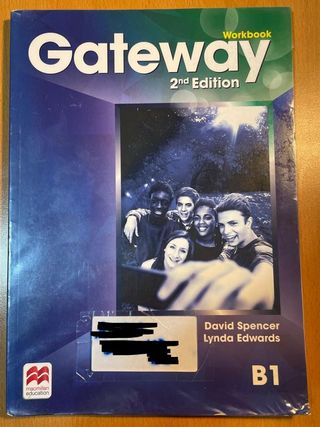 Workbook
Gateway
2nd Edition
David Spencer
Lynda Edwards
B1
macmillan
education